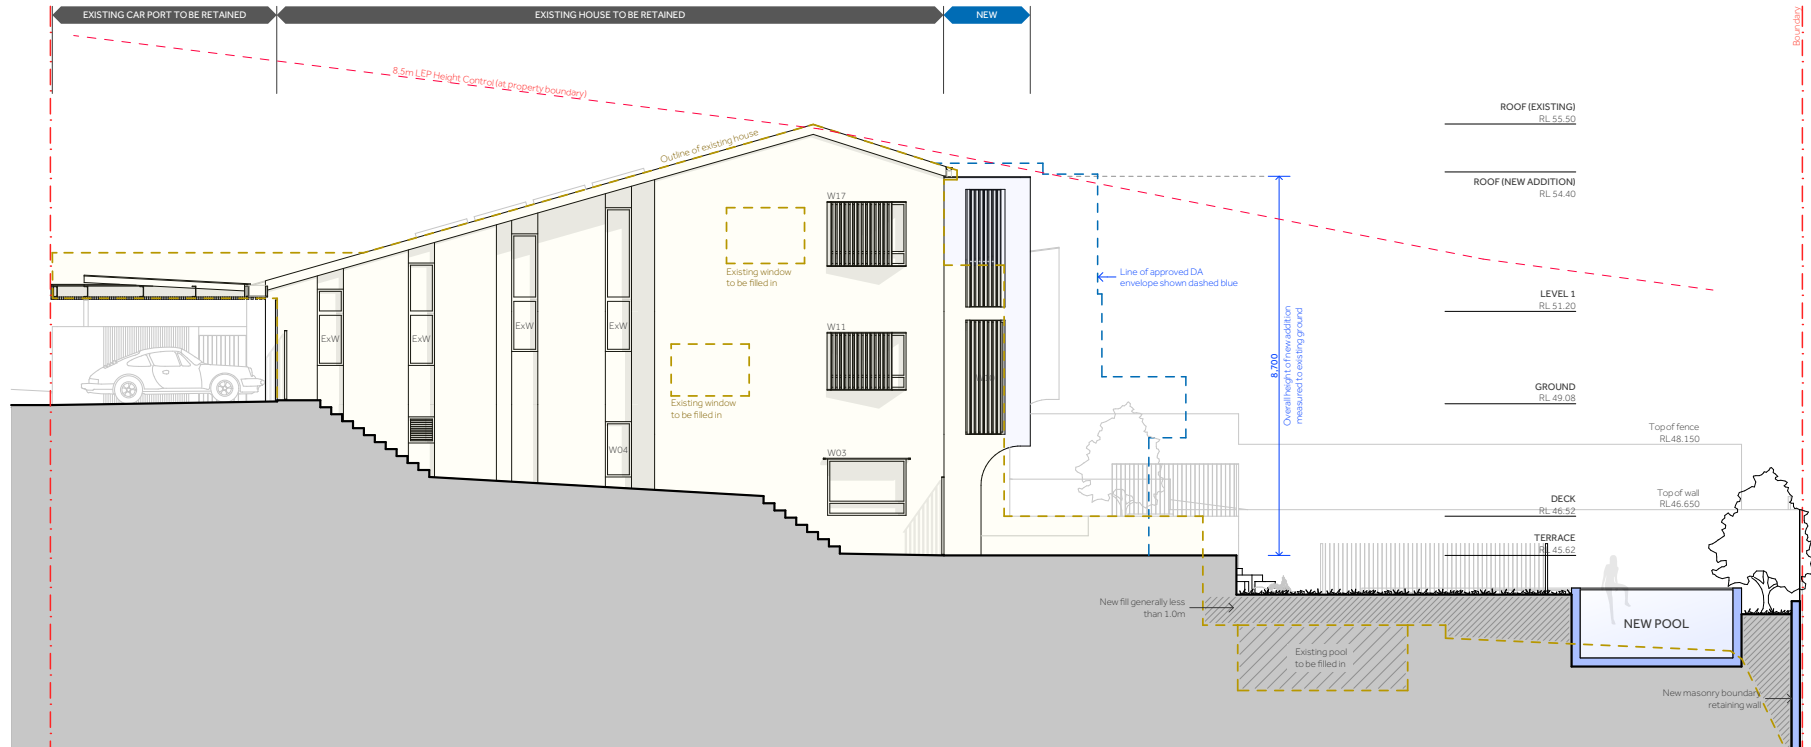 EXISTING CAR PORT TO BE RETAINED
EXISTING HOUSE TO BE RETAINED
NEW
Boundary
8.5m LEP Height Control (at property boundary)
ROOF (EXISTING)
RL 55.50
Outline of existing house
ROOF (NEW ADDITION)
RL 54.40
W17
Existing window
to be filled in
Line of approved DA
envelope shown dashed blue
LEVEL 1
RL 51.20
ExW
ExW
ExW
ExW
W11
8,700
Overall height of new addition
measured to existing ground
GROUND
RL 49.08
Existing window
to be filled in
Top of fence
RL48.150
W04
W03
Top of wall
RL46.650
DECK
RL 46.52
TERRACE
RL 45.62
New fill generally less
than 1.0m
NEW POOL
Existing pool
to be filled in
New masonry boundary
retaining wall